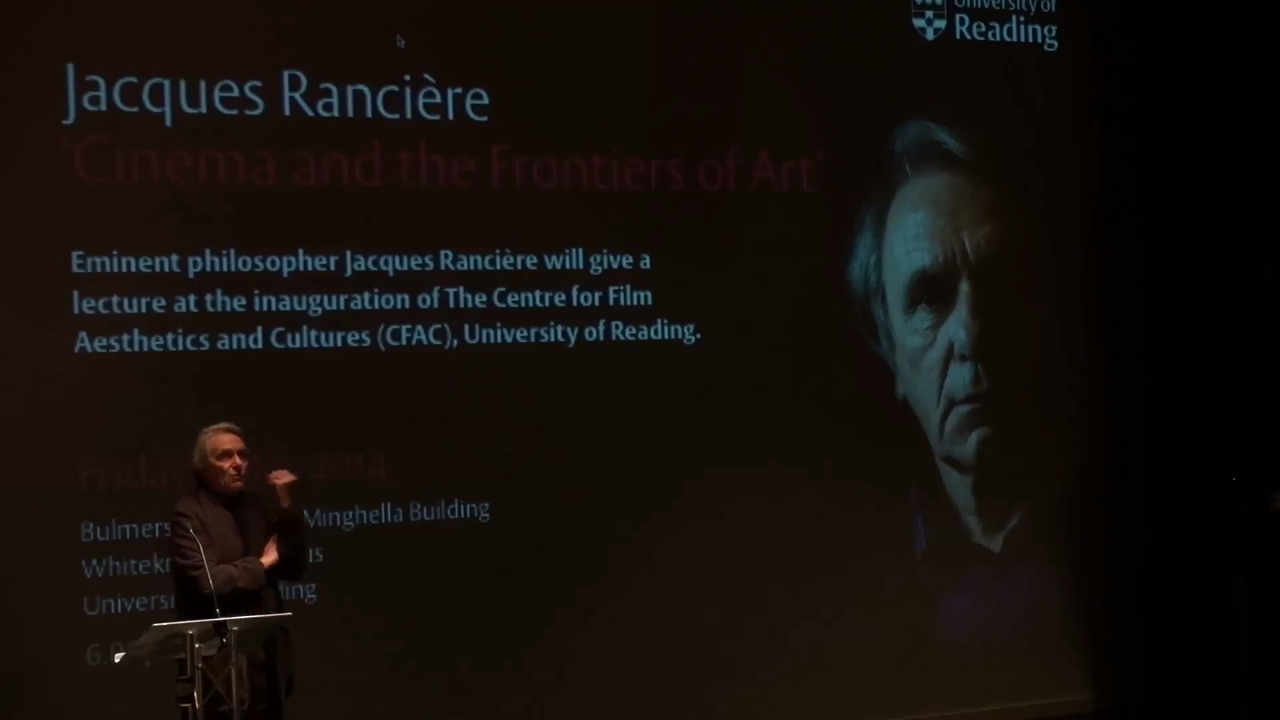 University of
Reading
Jacques Rancière
'Cinema and the Frontiers of Art'
Eminent philosopher Jacques Rancière will give a
lecture at the inauguration of The Centre for Film
Aesthetics and Cultures (CFAC), University of Reading.
2014
Minghella Building